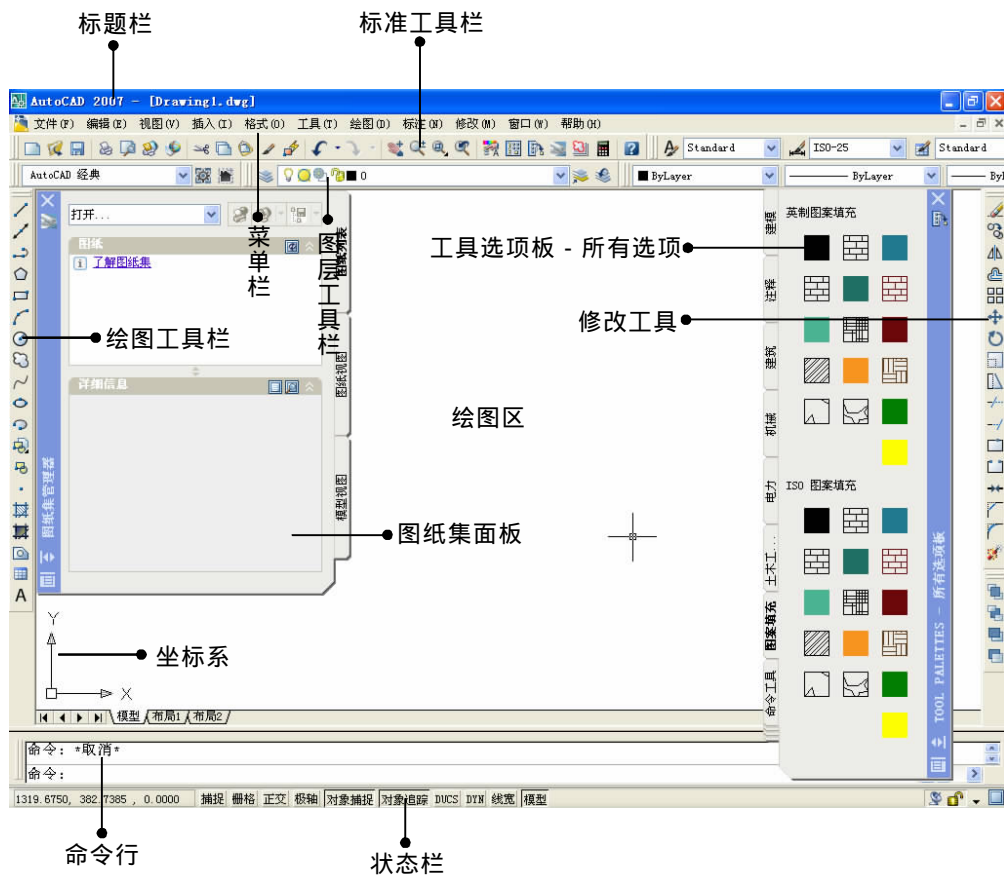 标题栏
标准工具栏
AutoCAD 2007 - [Drawing1.dwg]
文件(F) 编辑(E) 视图(V) 插入(I) 格式(O) 工具(T) 绘图(D) 标注(N) 修改(M) 窗口(W) 帮助(H)
Standard
ISO-25
Standard
AutoCAD 经典
0
ByLayer
ByLayer
打开...
图纸
了解图纸集
详细信息
图纸列表
图纸视图
模型视图
图纸集管理器
菜单栏
图层工具栏
绘图工具栏
图纸集面板
坐标系
Y
X
A
绘图区
工具选项板 - 所有选项
修改工具
建模
注释
建筑
机械
电力
土木工...
图案填充
命令工具
英制图案填充
ISO 图案填充
TOOL PALETTES - 所有选项板
模型 布局1 布局2
命令: *取消*
命令:
1319.6750, 382.7385 , 0.0000 捕捉 栅格 正交 极轴 对象捕捉 对象追踪 DUCS DYN 线宽 模型
命令行
状态栏